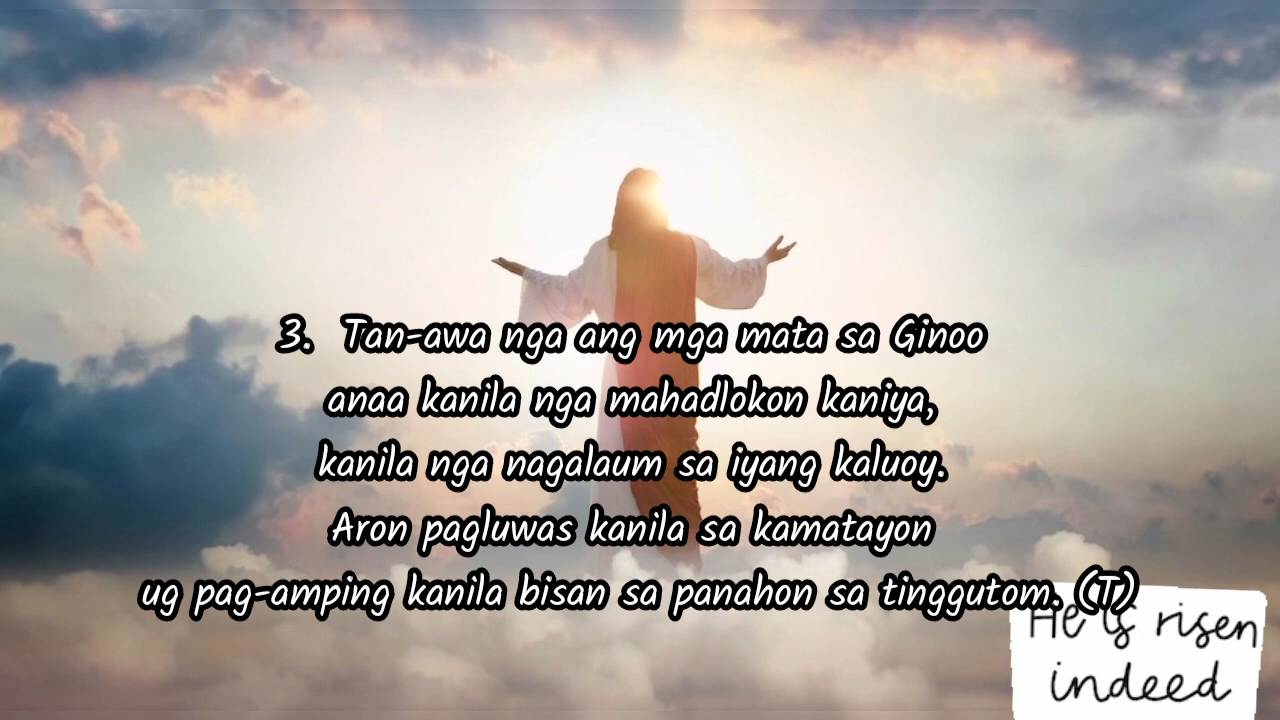 3. Tan-awa nga ang mga mata sa Ginoo
anaa kanila nga mahadlokon kaniya,
kanila nga nagalaum sa iyang kaluoy.
Aron pagluwas kanila sa kamatayon
ug pag-amping kanila bisan sa panahon sa tinggutom. (T)
He is risen
indeed